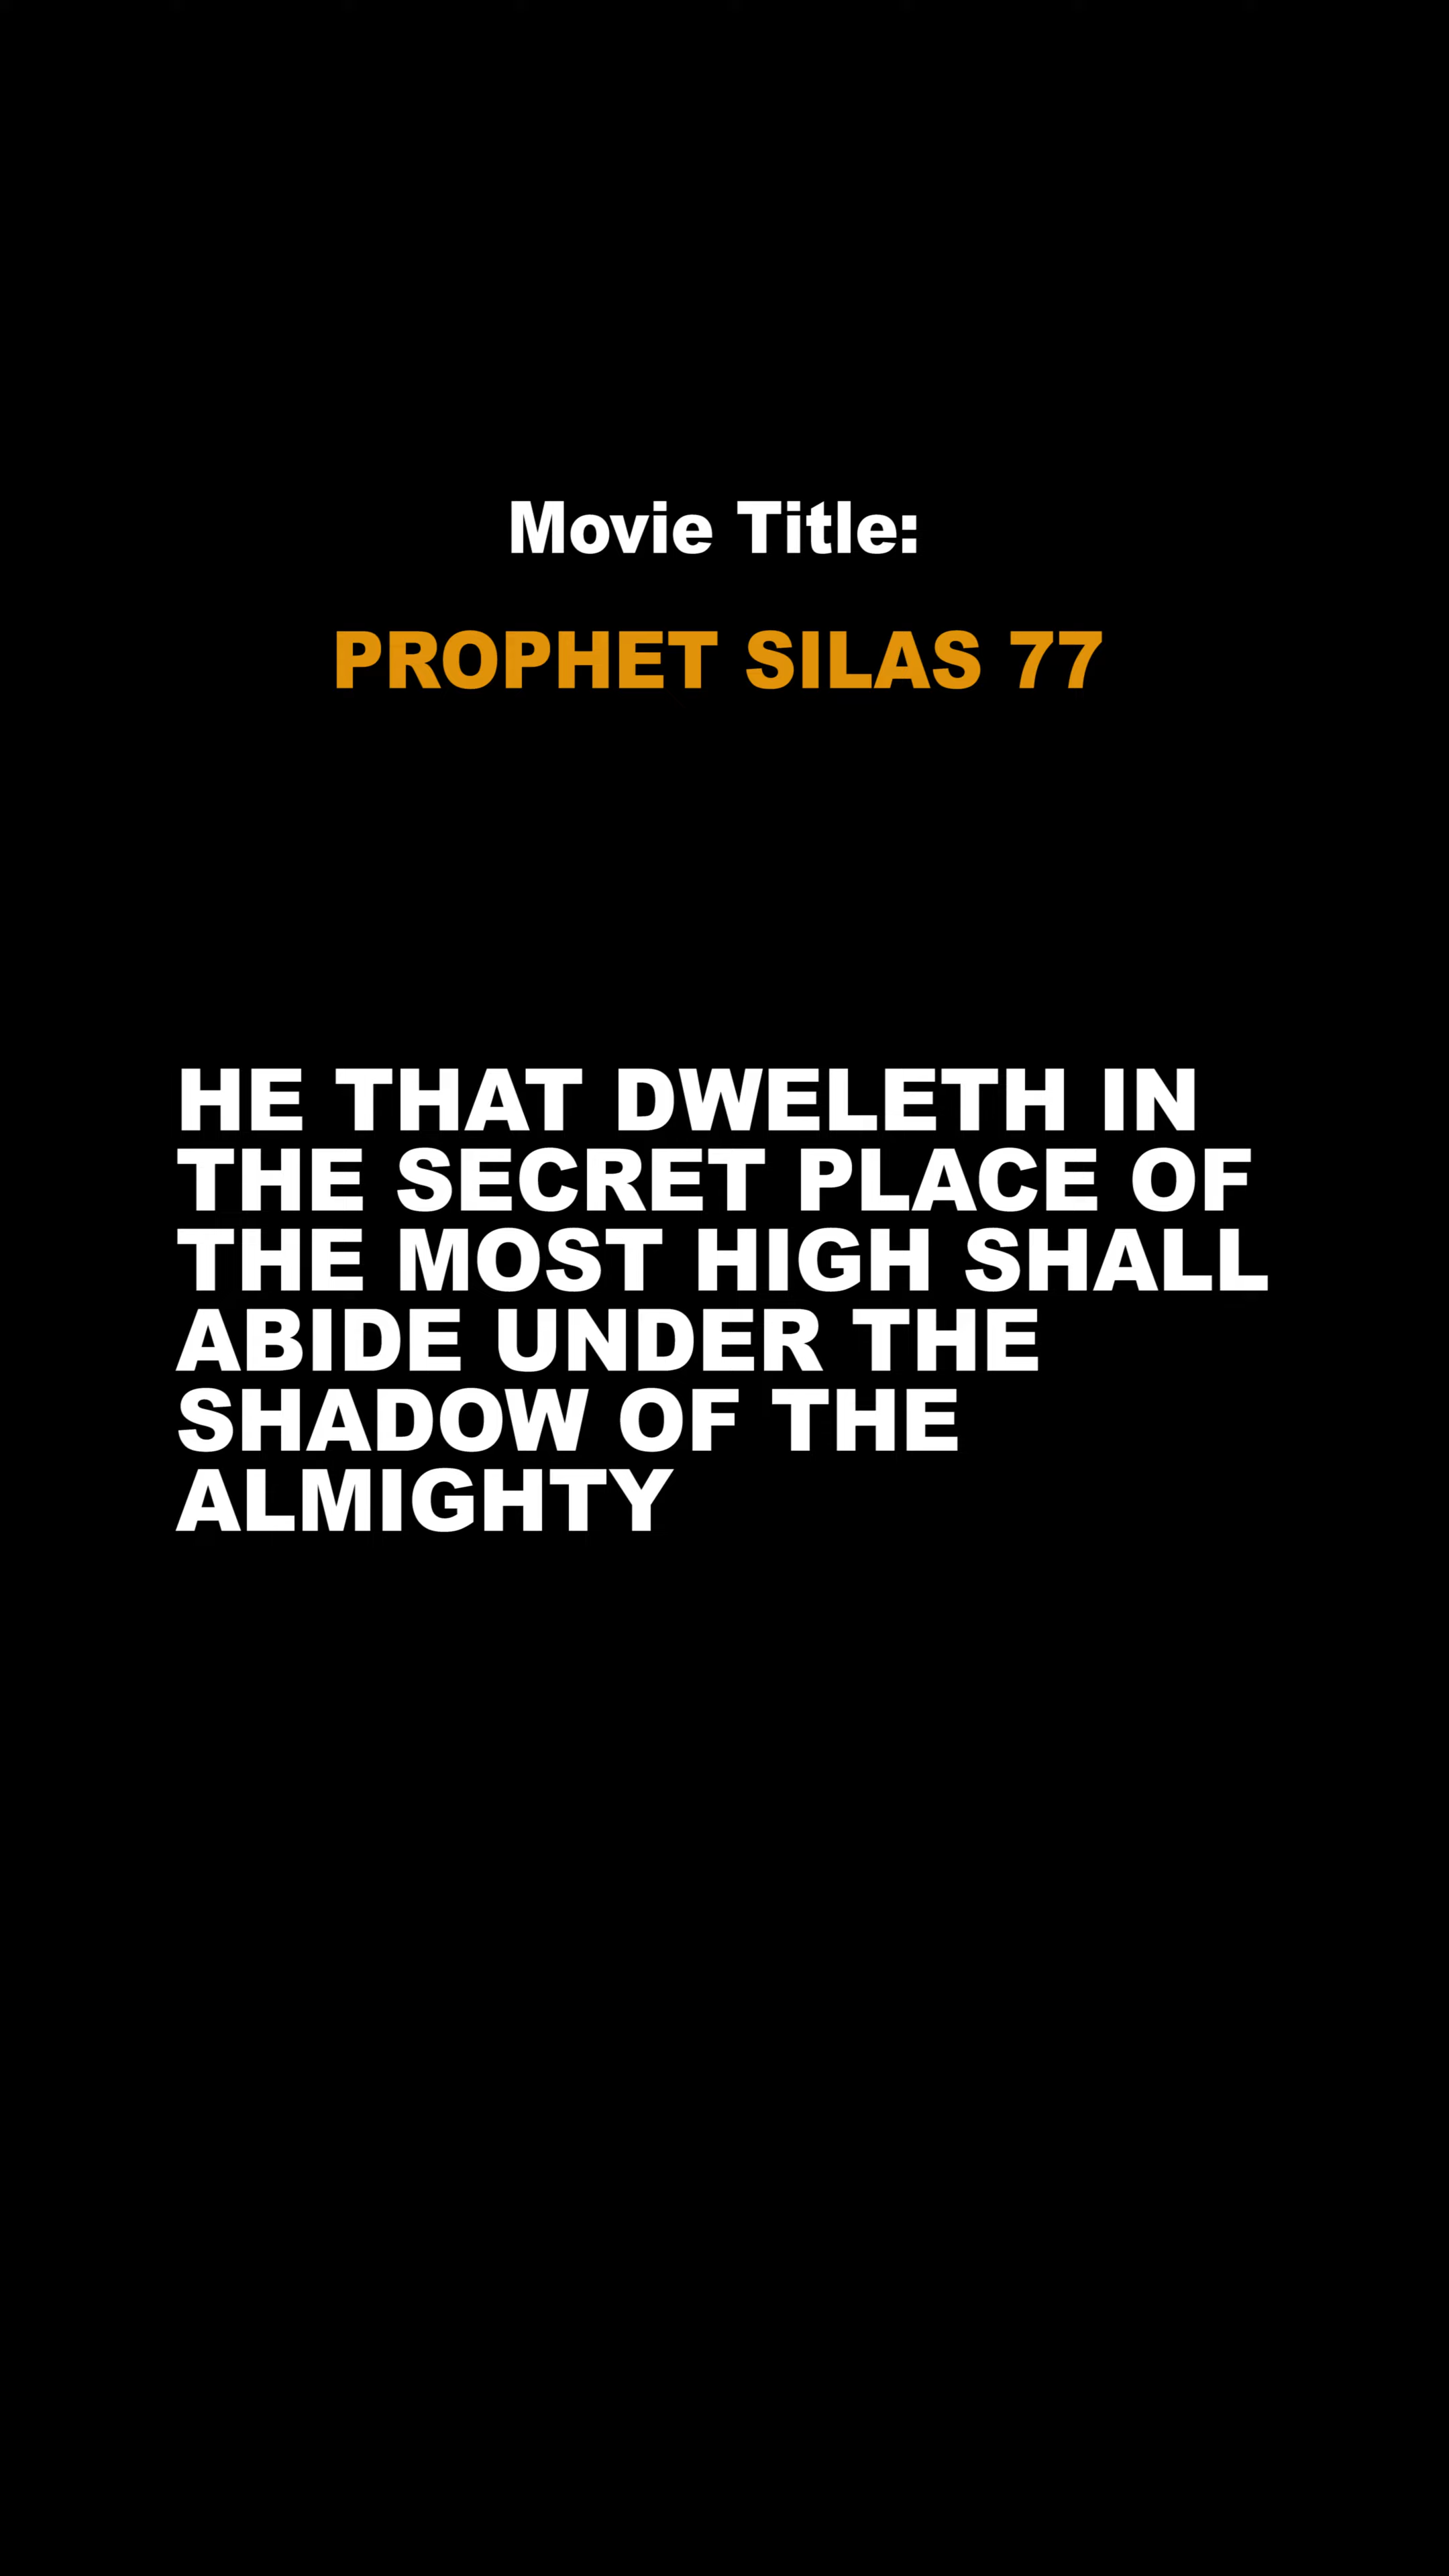 Movie Title:
PROPHET SILAS 77
HE THAT DWELETH IN
THE SECRET PLACE OF
THE MOST HIGH SHALL
ABIDE UNDER THE
SHADOW OF THE
ALMIGHTY